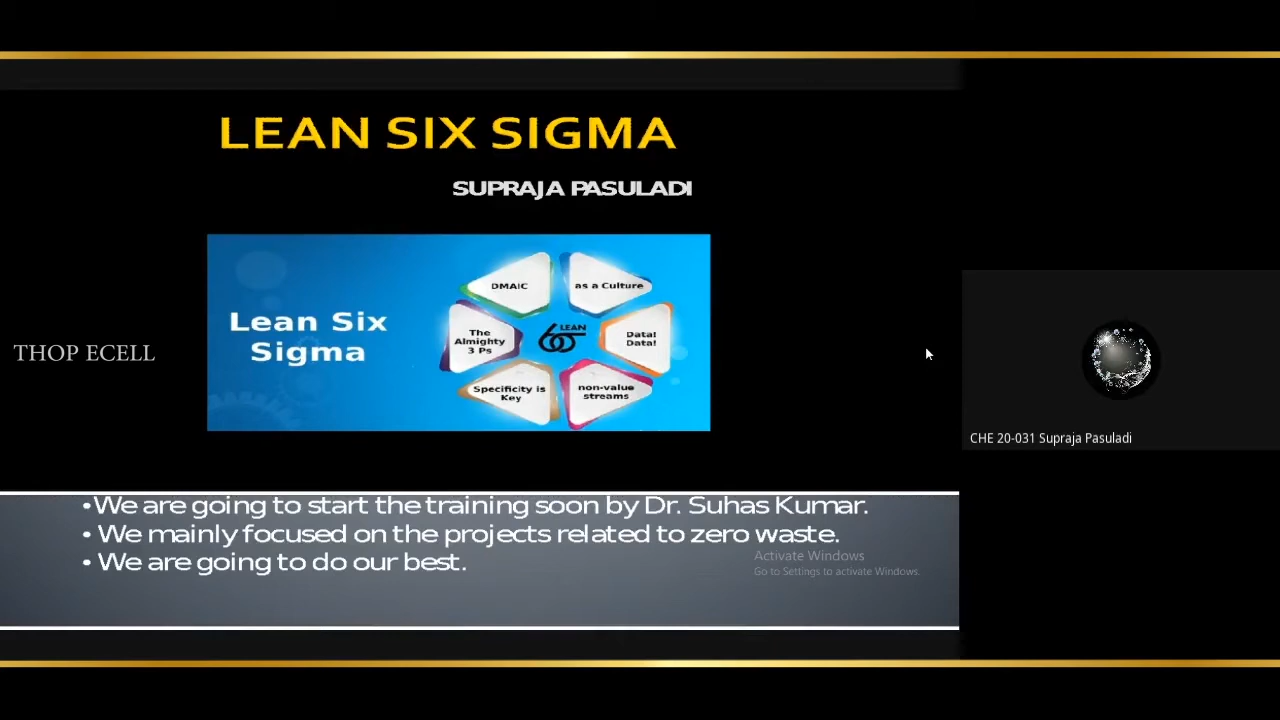 LEAN SIX SIGMA
SUPRAJA PASULADI
Lean Six
Sigma
DMAIC
as a Culture
The
Almighty
3 Ps
LEAN
6σ
Data!
Data!
Specificity is
Key
non-value
streams
THOP ECELL
CHE 20-031 Supraja Pasuladi
•We are going to start the training soon by Dr. Suhas Kumar.
• We mainly focused on the projects related to zero waste.
• We are going to do our best.
Activate Windows
Go to Settings to activate Windows.